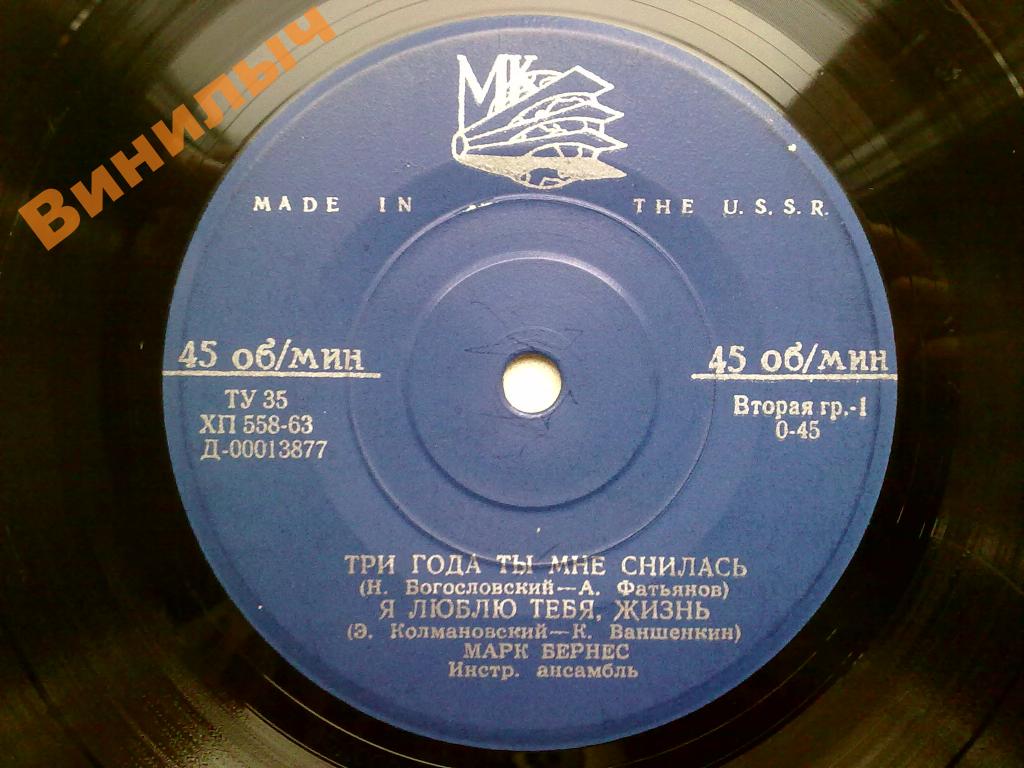 Винилыч
МК
MADE IN THE U.S.S.R.
45 об/мин 45 об/мин
ТУ 35
ХП 558-63
Д-00013877
Вторая гр.-1
0-45
ТРИ ГОДА ТЫ МНЕ СНИЛАСЬ
(Н. Богословский—А. Фатьянов)
Я ЛЮБЛЮ ТЕБЯ, ЖИЗНЬ
(Э. Колмановский—К. Ваншенкин)
МАРК БЕРНЕС
Инстр. ансамбль